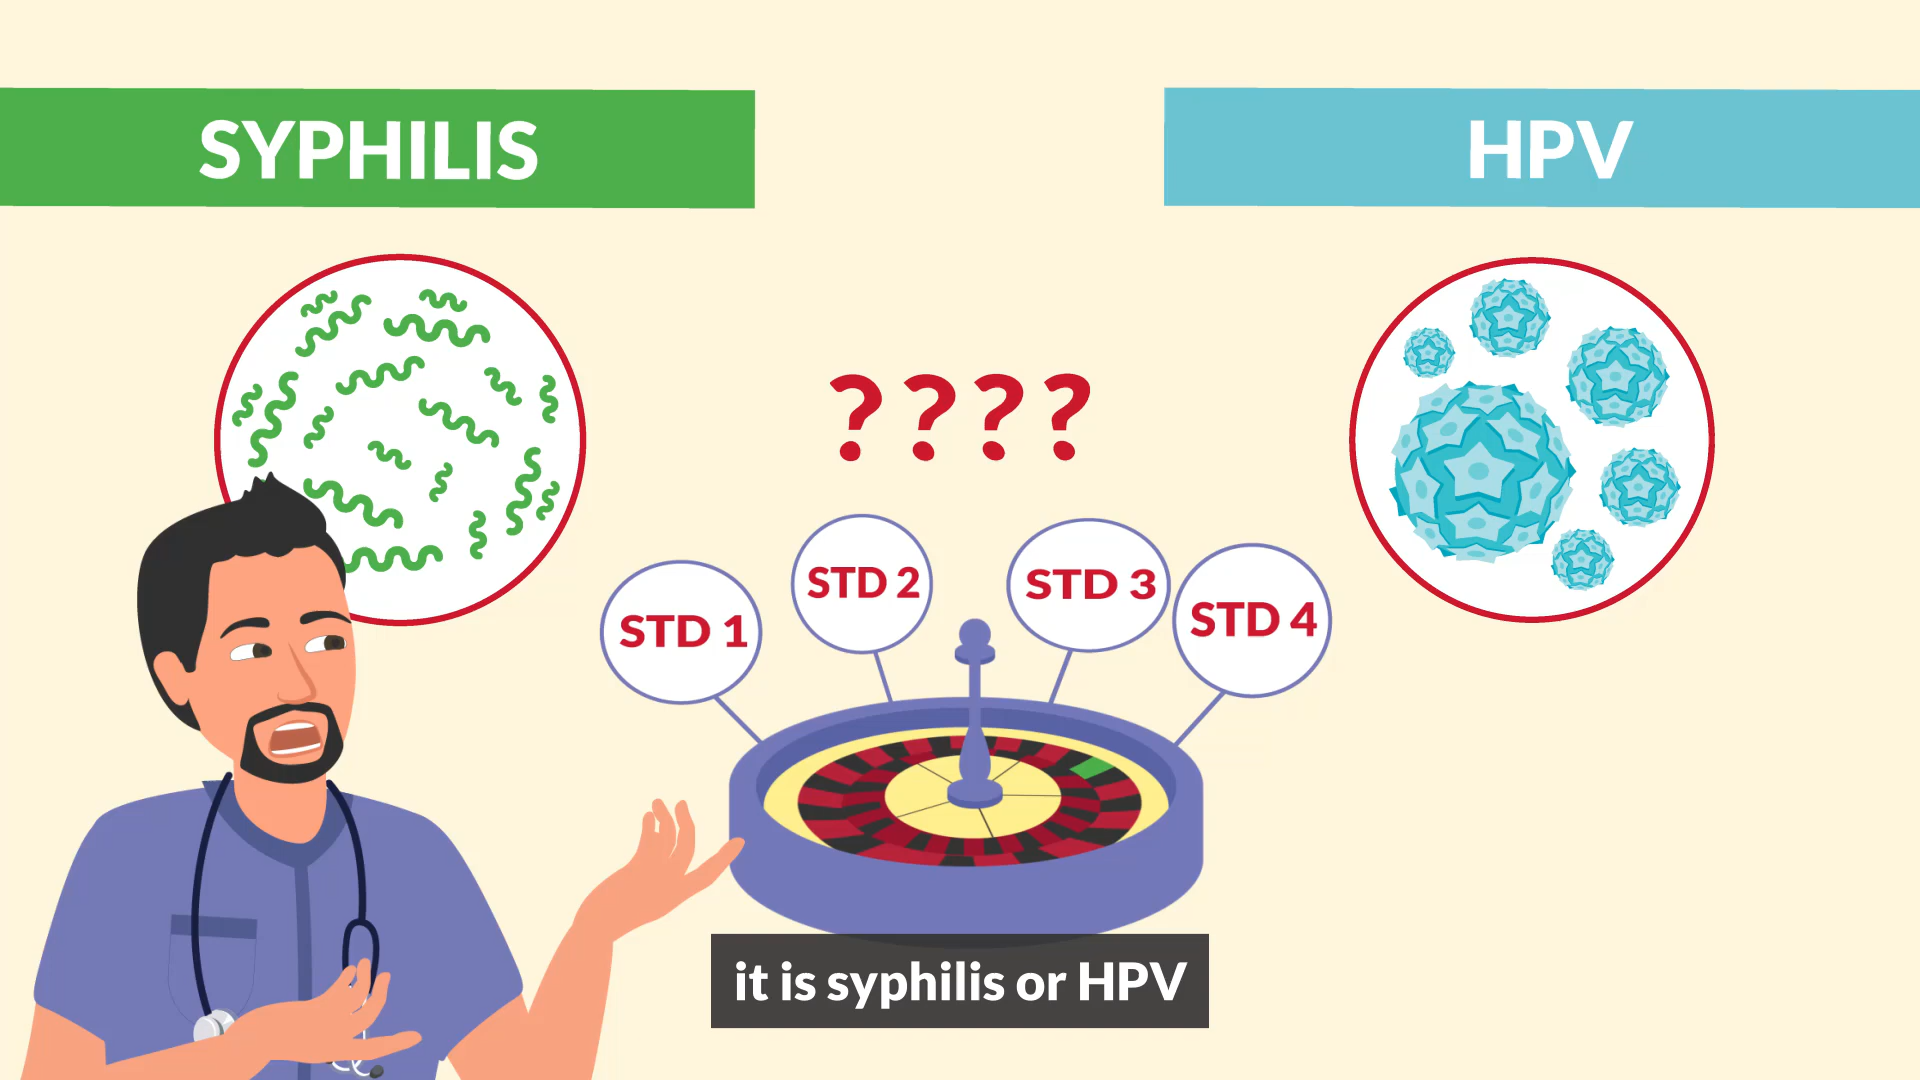 SYPHILIS
HPV
????
STD 1
STD 2
STD 3
STD 4
it is syphilis or HPV